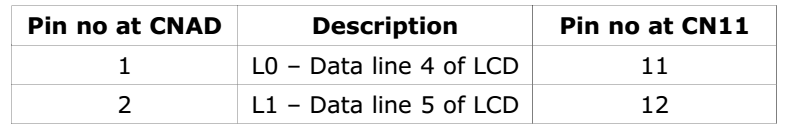 Pin no at CNAD Description Pin no at CN11
1 L0 – Data line 4 of LCD 11
2 L1 – Data line 5 of LCD 12